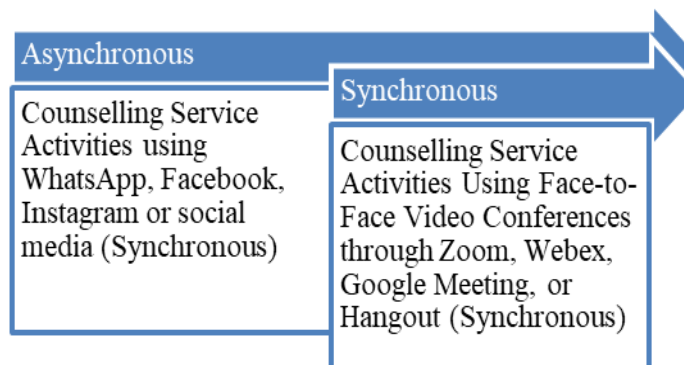 Asynchronous
Counselling Service
Activities using
WhatsApp, Facebook,
Instagram or social
media (Synchronous)
Synchronous
Counselling Service
Activities Using Face-to-
Face Video Conferences
through Zoom, Webex,
Google Meeting, or
Hangout (Synchronous)